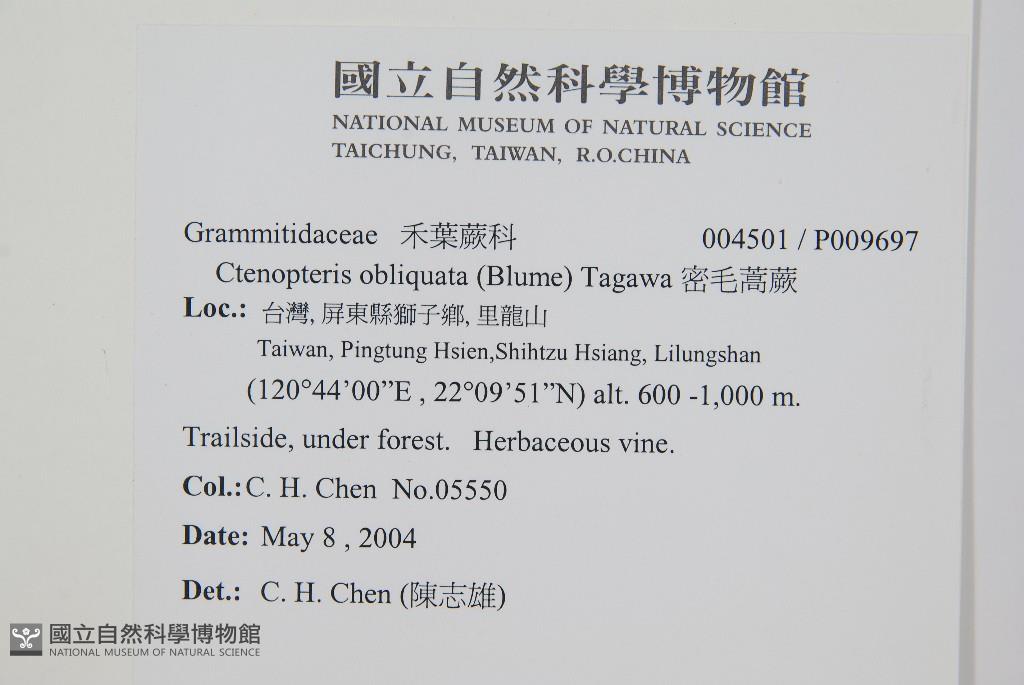 國立自然科學博物館
NATIONAL MUSEUM OF NATURAL SCIENCE
TAICHUNG, TAIWAN, R.O.CHINA
Grammitidaceae 禾葉蕨科 004501 / P009697
Ctenopteris obliquata (Blume) Tagawa 密毛蒿蕨
Loc.: 台灣, 屏東縣獅子鄉, 里龍山
Taiwan, Pingtung Hsien,Shihtzu Hsiang, Lilungshan
(120°44’00”E , 22°09’51”N) alt. 600 -1,000 m.
Trailside, under forest. Herbaceous vine.
Col.: C. H. Chen No.05550
Date: May 8 , 2004
Det.: C. H. Chen (陳志雄)
國立自然科學博物館
NATIONAL MUSEUM OF NATURAL SCIENCE